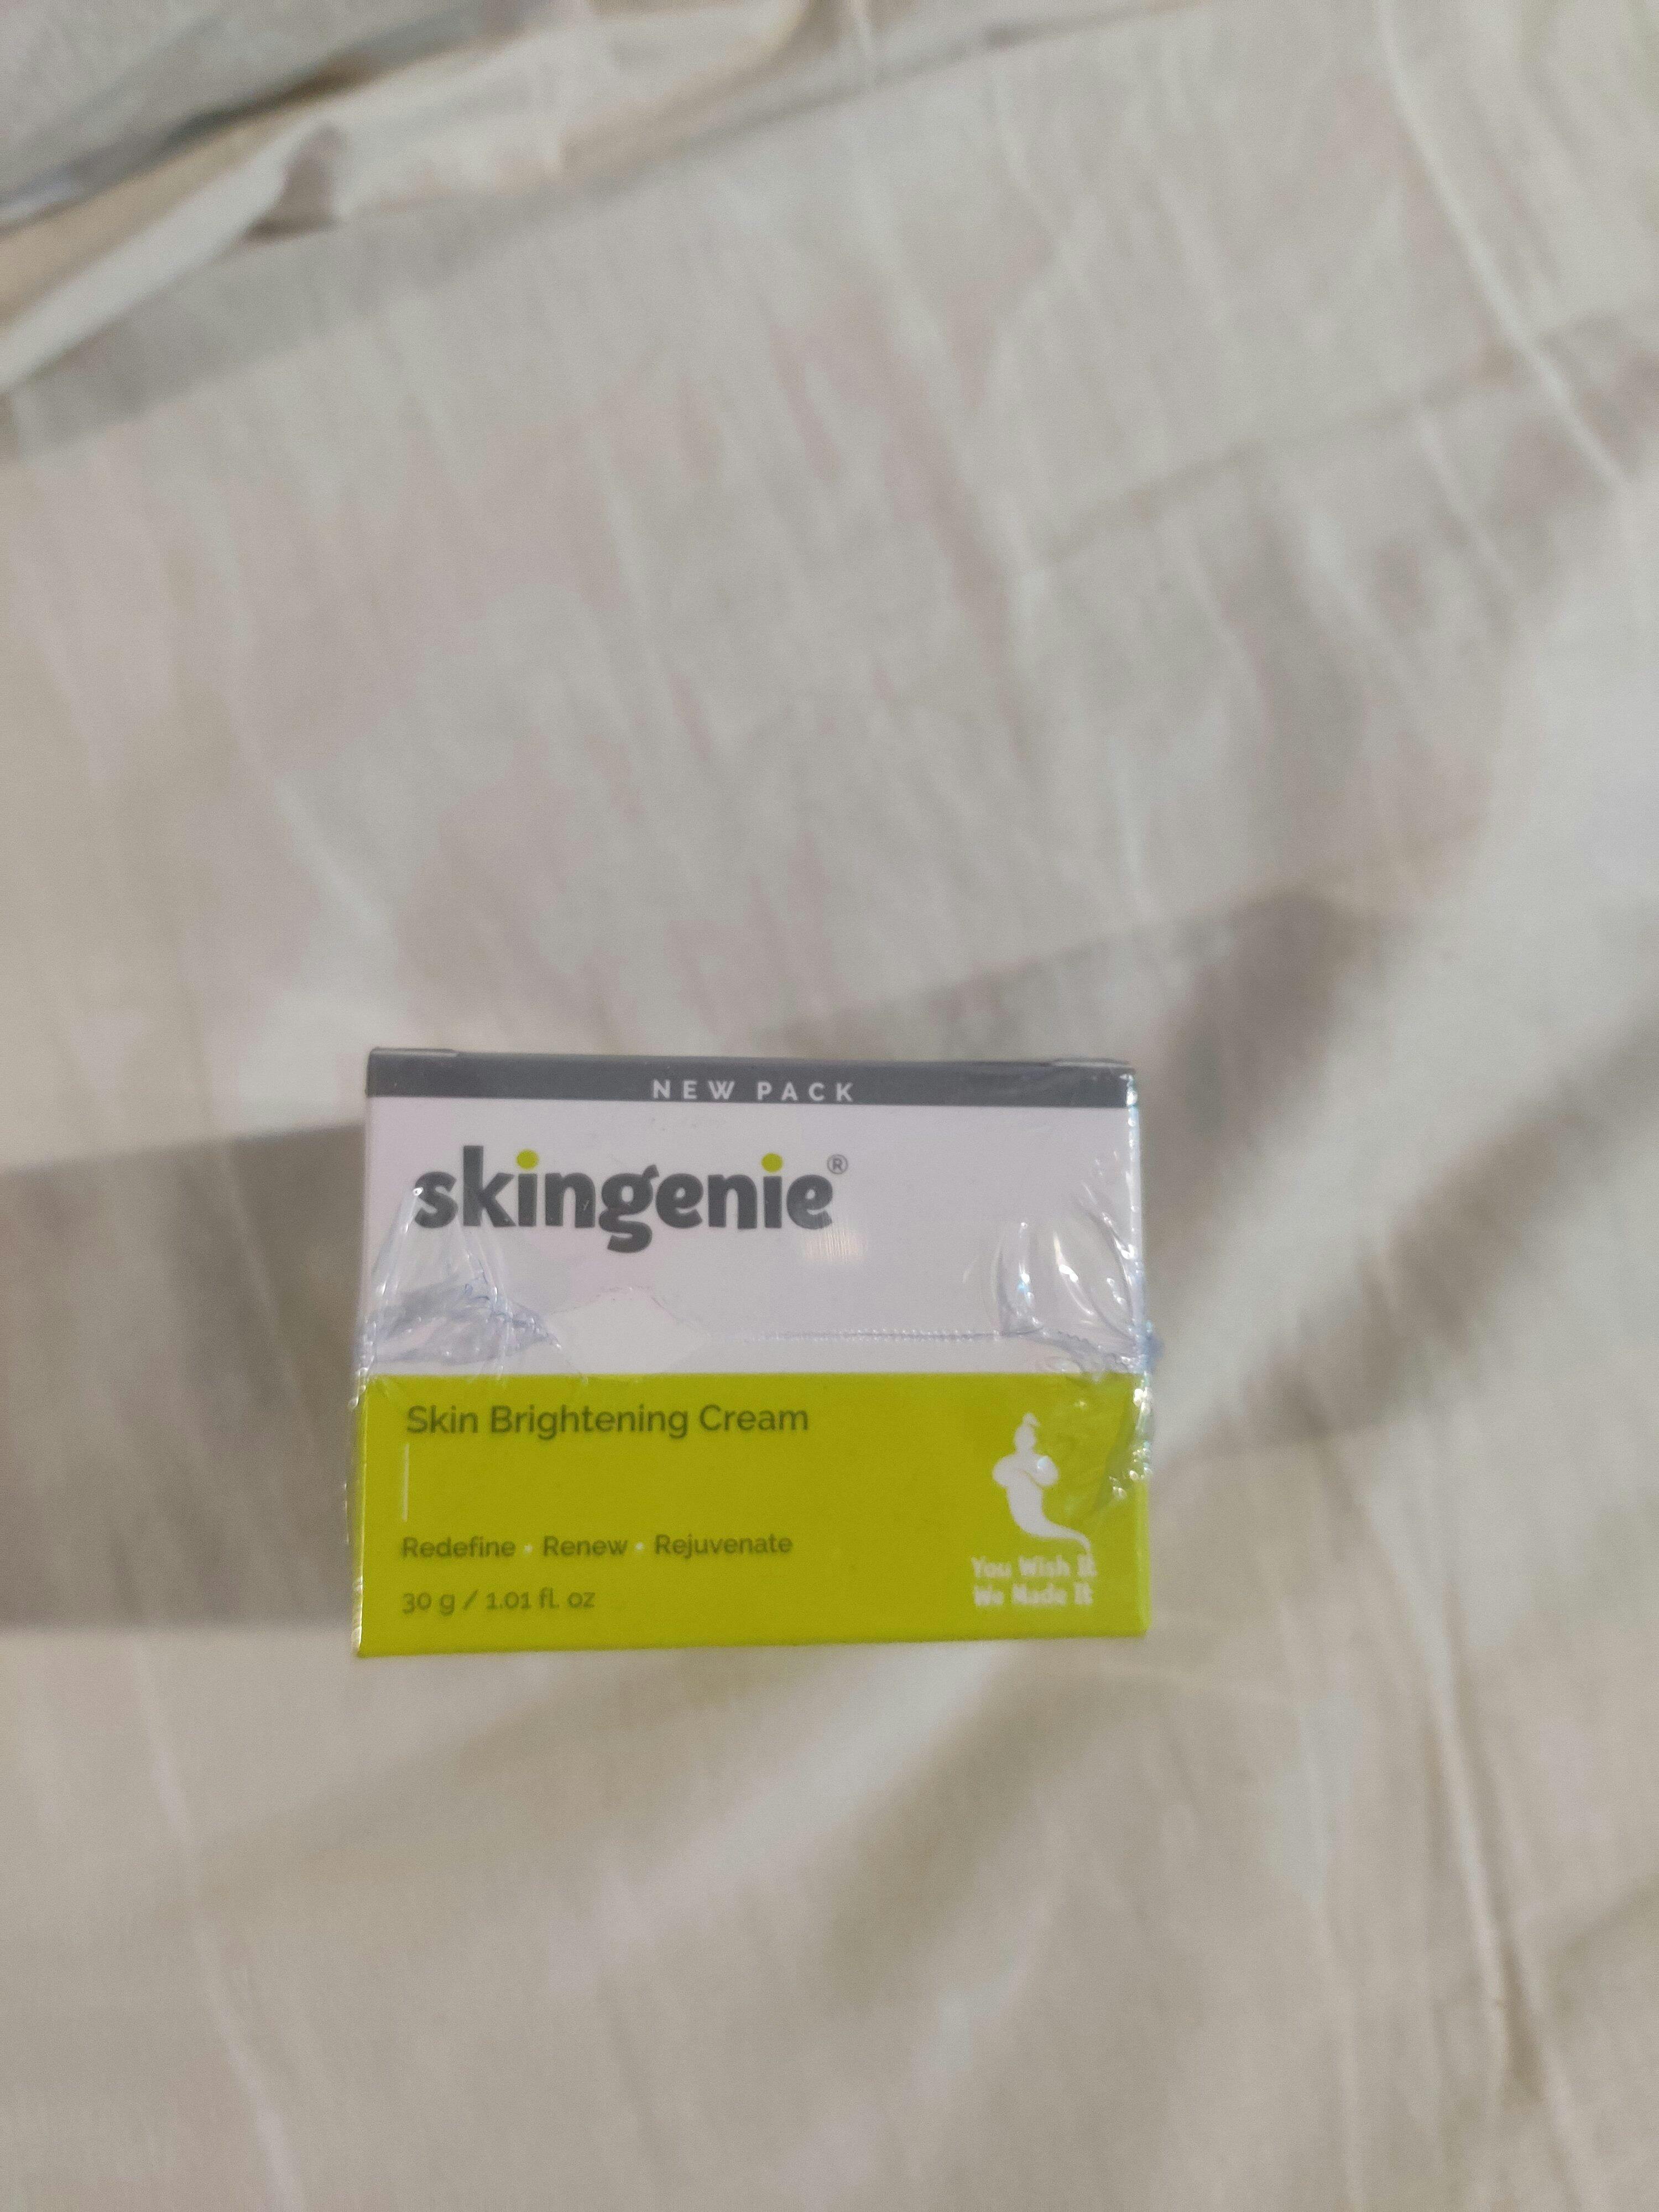 NEW PACK
skingenie®
Skin Brightening Cream
Redefine • Renew • Rejuvenate
30 g / 1.01 fl. oz
You Wish It
We Made It